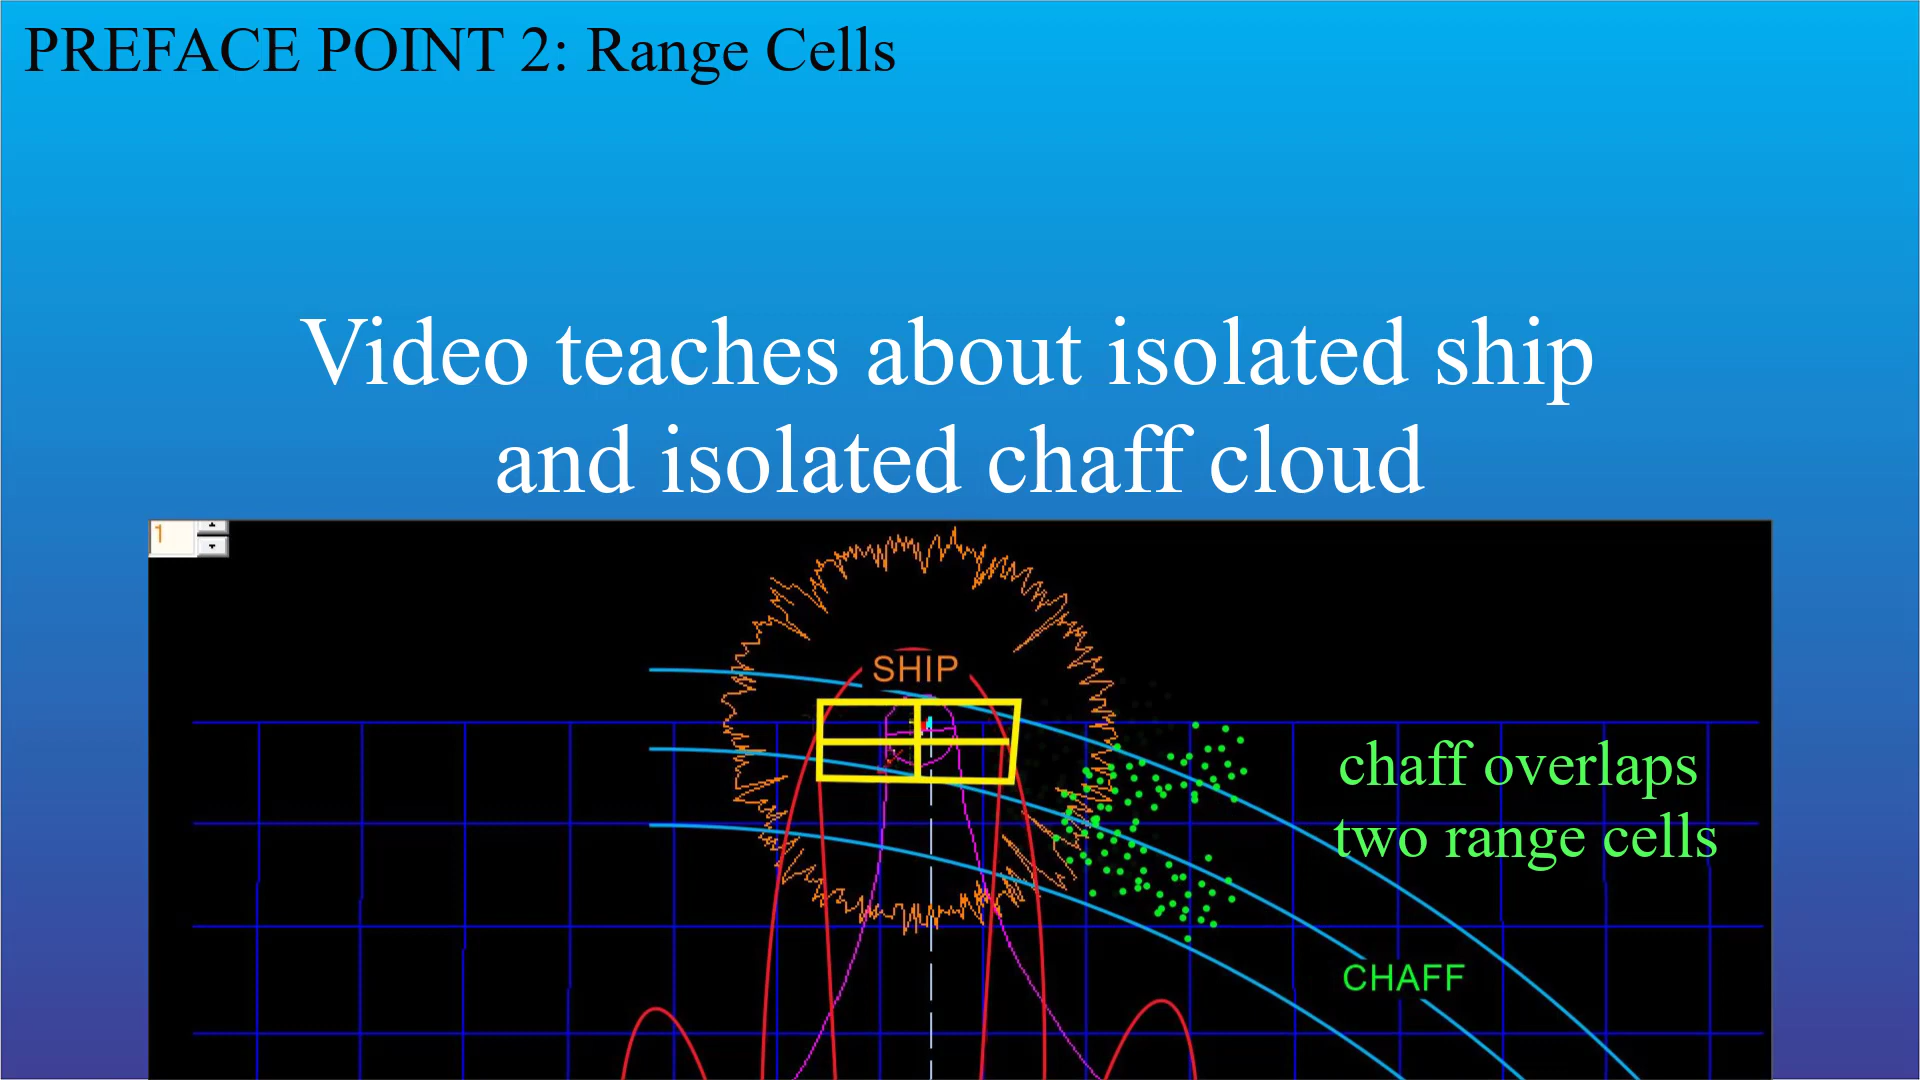 PREFACE POINT 2: Range Cells
Video teaches about isolated ship
and isolated chaff cloud
1
SHIP
chaff overlaps
two range cells
CHAFF